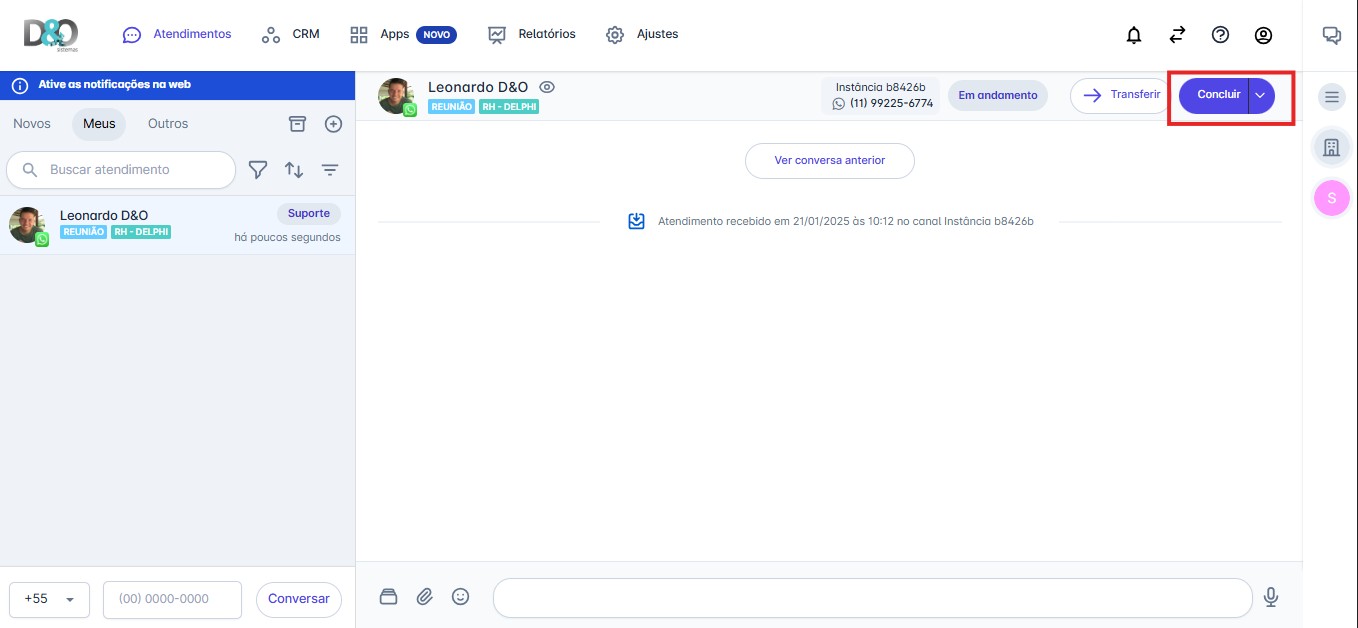 D&O
sistemas
Atendimentos
CRM
Apps NOVO
Relatórios
Ajustes
Ative as notificações na web
Novos
Meus
Outros
Buscar atendimento
Leonardo D&O
Suporte
REUNIÃO RH - DELPHI
há poucos segundos
+55
(00) 0000-0000
Conversar
Leonardo D&O
REUNIÃO RH - DELPHI
Instância b8426b
(11) 99225-6774
Em andamento
Transferir
Concluir
Ver conversa anterior
Atendimento recebido em 21/01/2025 às 10:12 no canal Instância b8426b
S